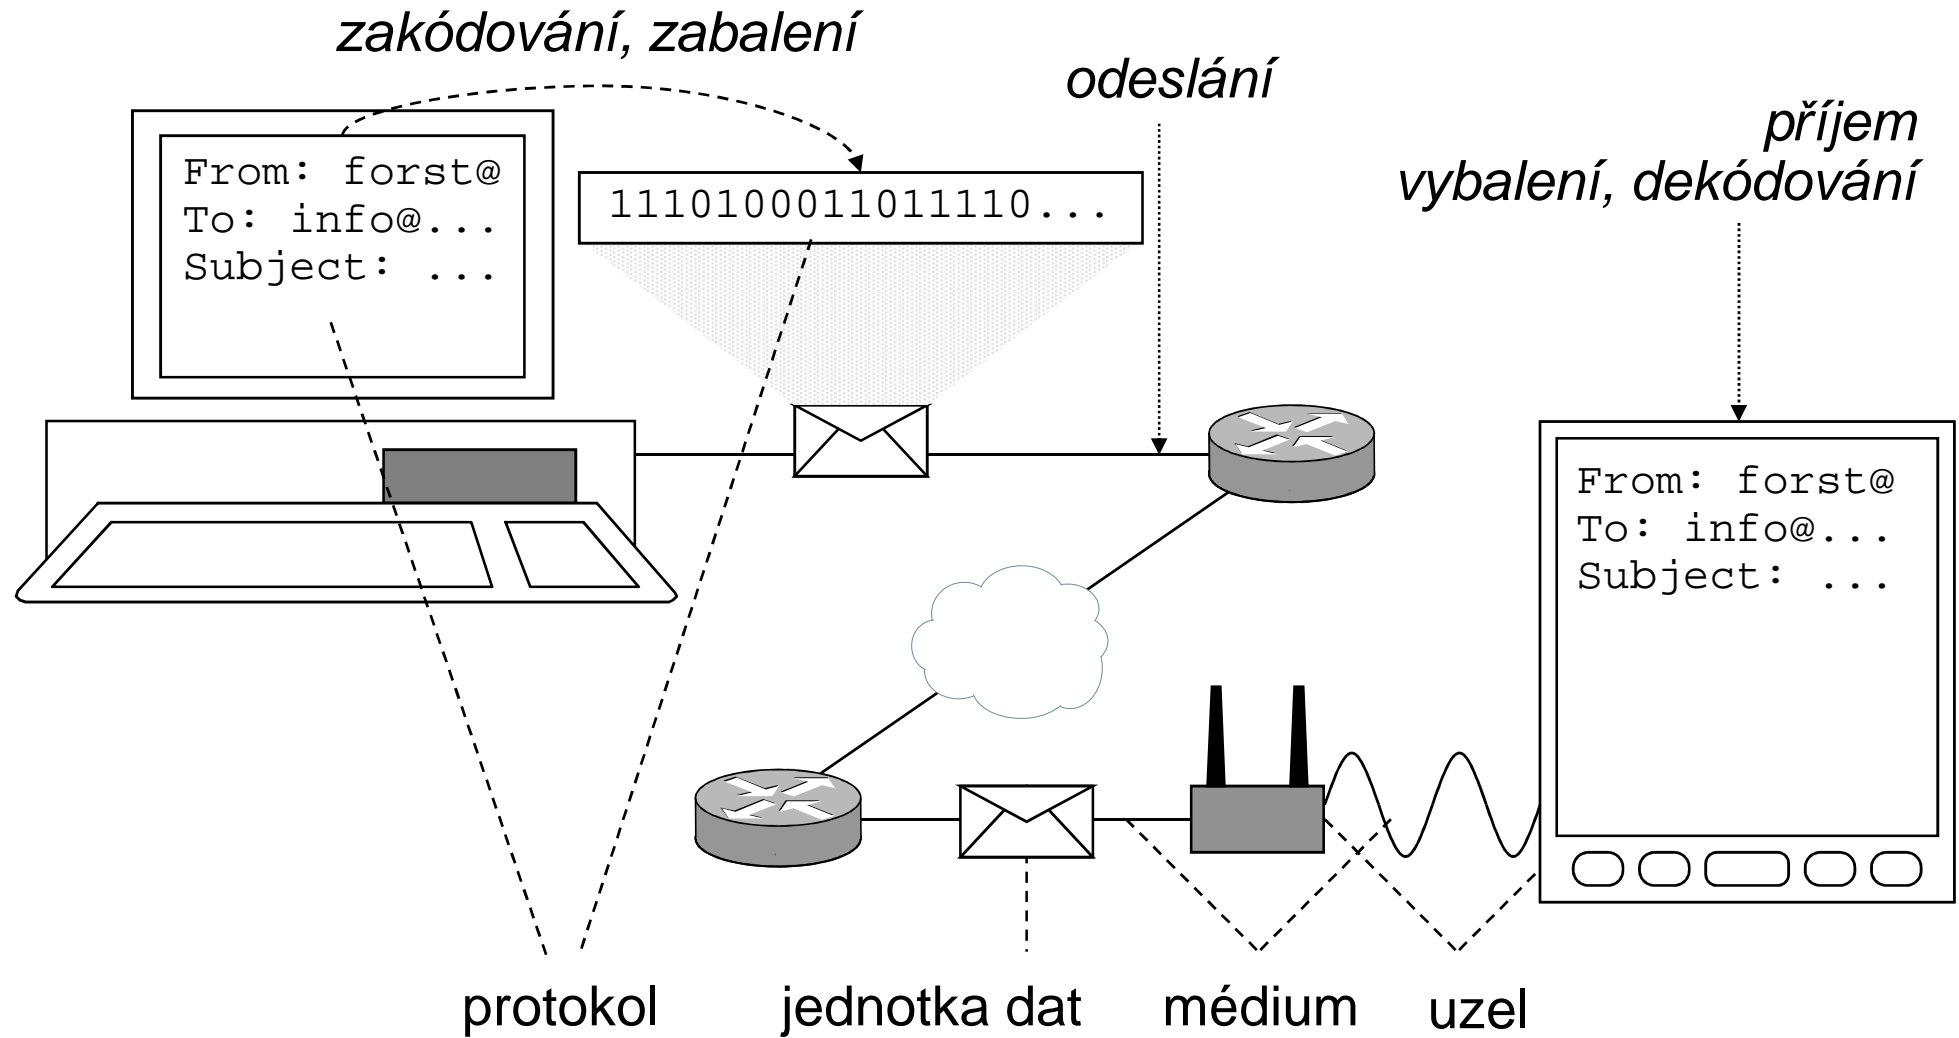 zakódování, zabalení
odeslání
příjem
vybalení, dekódování
From: forst@
To: info@...
Subject: ...
1110100011011110...
From: forst@
To: info@...
Subject: ...
protokol
jednotka dat
médium
uzel